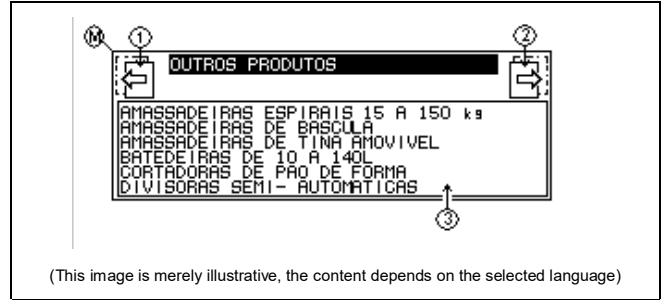 M 1 2
OUTROS PRODUTOS
AMASSADEIRAS ESPIRAIS 15 A 150 kg
AMASSADEIRAS DE BASCULA
AMASSADEIRAS DE TINA AMOVIVEL
BATEDEIRAS DE 10 A 140L
CORTADORAS DE PAO DE FORMA
DIVISORAS SEMI- AUTOMATICAS
3
(This image is merely illustrative, the content depends on the selected language)